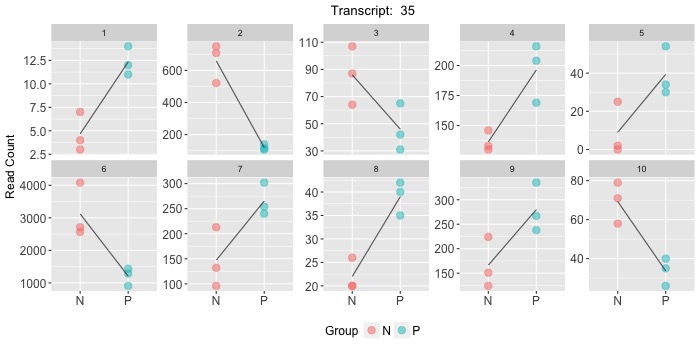 Transcript: 35
1 2 3 4 5
12.5 600 110 200 40
10.0 400 90 150 20
7.5 200 70 0
5.0 50
2.5 30
Read Count
6 7 8 9 10
4000 300 40 300 80
3000 250 35 250 60
2000 200 30 200 40
1000 150 25 150
100 20
N P N P N P N P N P
Group N P